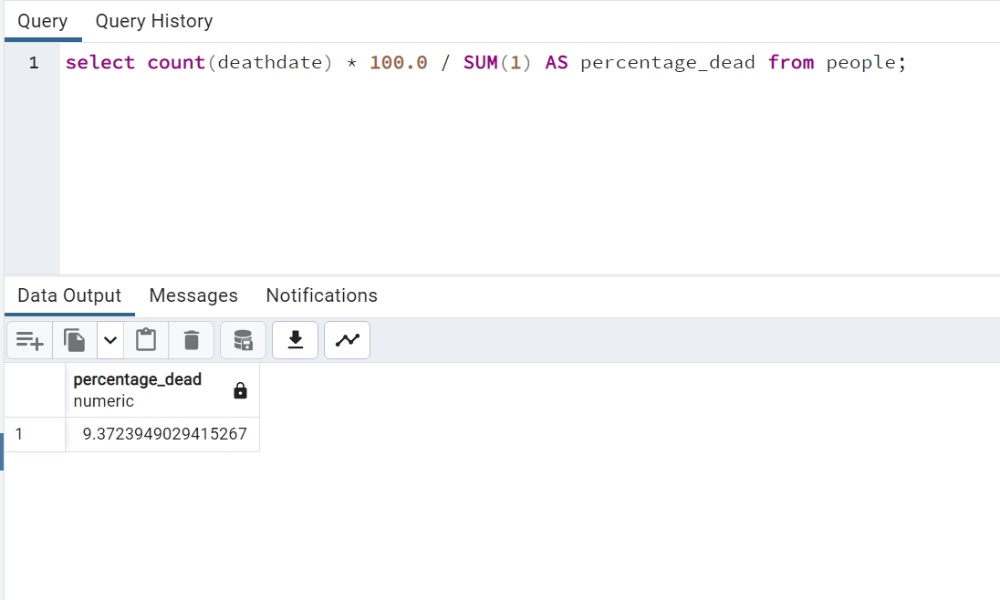 Query Query History
1 select count(deathdate) * 100.0 / SUM(1) AS percentage_dead from people;
Data Output Messages Notifications
percentage_dead
numeric
1 9.3723949029415267